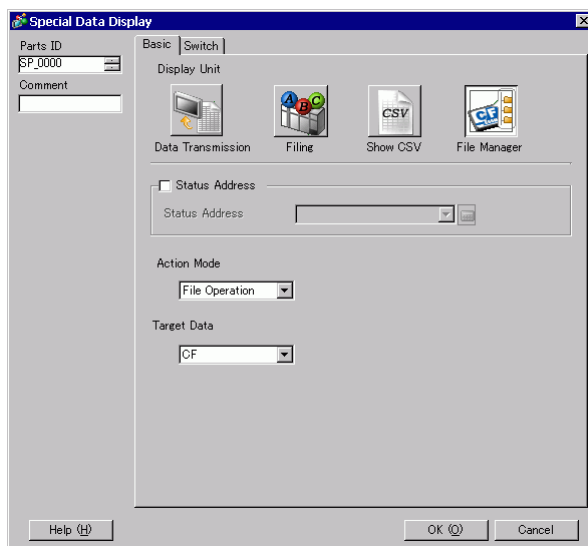 Special Data Display
Parts ID
SP_0000
Comment
Basic
Switch
Display Unit
A B C
CSV
CF
Data Transmission
Filing
Show CSV
File Manager
Status Address
Status Address
Action Mode
File Operation
Target Data
CF
Help (H)
OK (O)
Cancel